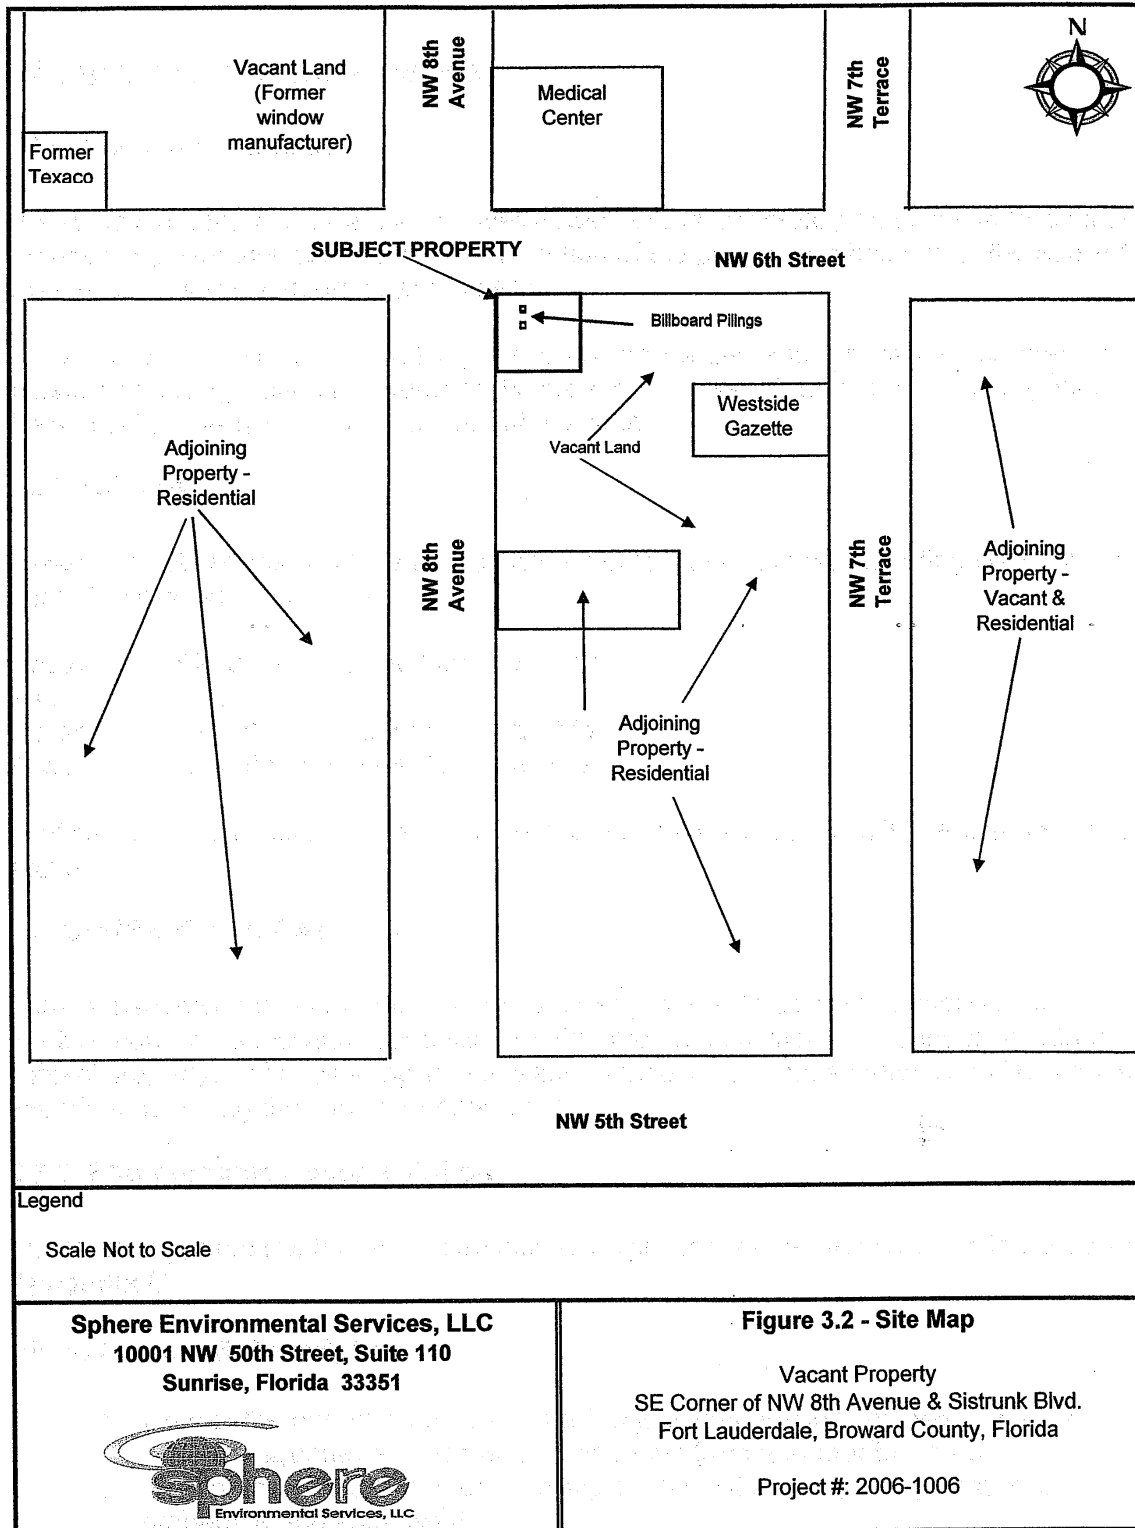 N
Vacant Land
(Former
window
manufacturer)
NW 8th
Avenue
Medical
Center
NW 7th
Terrace
Former
Texaco
SUBJECT PROPERTY
NW 6th Street
Billboard Pilings
Westside
Gazette
Vacant Land
Adjoining
Property -
Residential
NW 8th
Avenue
NW 7th
Terrace
Adjoining
Property -
Vacant &
Residential
Adjoining
Property -
Residential
NW 5th Street
Legend
Scale Not to Scale
Sphere Environmental Services, LLC
10001 NW 50th Street, Suite 110
Sunrise, Florida 33351
sphere
Environmental Services, LLC
Figure 3.2 - Site Map
Vacant Property
SE Corner of NW 8th Avenue & Sistrunk Blvd.
Fort Lauderdale, Broward County, Florida
Project #: 2006-1006